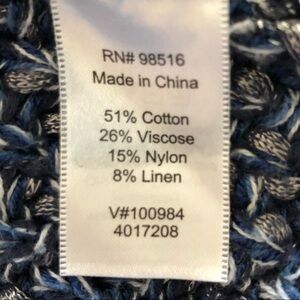 RN# 98516
Made in China
51% Cotton
26% Viscose
15% Nylon
8% Linen
V#100984
4017208